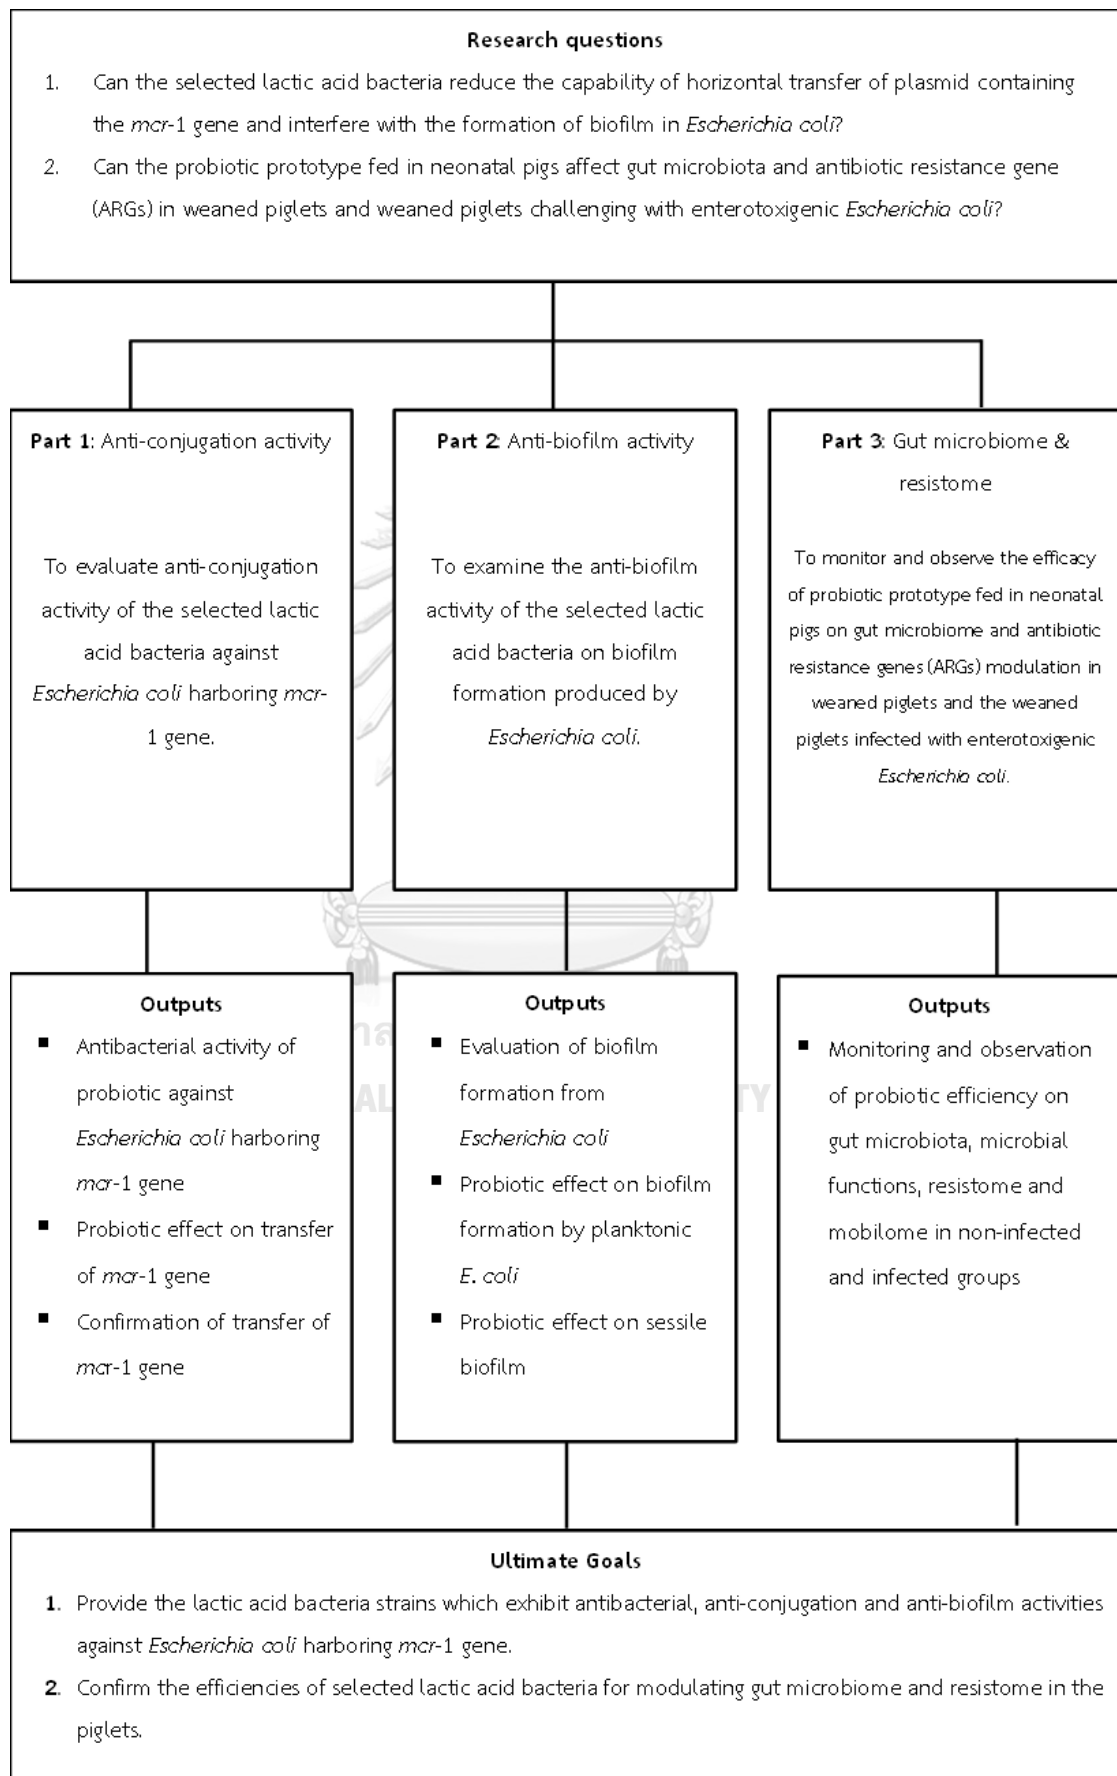 Research questions
1. Can the selected lactic acid bacteria reduce the capability of horizontal transfer of plasmid containing
the mcr-1 gene and interfere with the formation of biofilm in Escherichia coli?
2. Can the probiotic prototype fed in neonatal pigs affect gut microbiota and antibiotic resistance gene
(ARGs) in weaned piglets and weaned piglets challenging with enterotoxigenic Escherichia coli?
Part 1: Anti-conjugation activity
To evaluate anti-conjugation
activity of the selected lactic
acid bacteria against
Escherichia coli harboring mcr-
1 gene.
Part 2: Anti-biofilm activity
To examine the anti-biofilm
activity of the selected lactic
acid bacteria on biofilm
formation produced by
Escherichia coli.
Part 3: Gut microbiome &
resistome
To monitor and observe the efficacy
of probiotic prototype fed in neonatal
pigs on gut microbiome and antibiotic
resistance genes (ARGs) modulation in
weaned piglets and the weaned
piglets infected with enterotoxigenic
Escherichia coli.
Outputs
▪ Antibacterial activity of
probiotic against
Escherichia coli harboring
mcr-1 gene
▪ Probiotic effect on transfer
of mcr-1 gene
▪ Confirmation of transfer of
mcr-1 gene
Outputs
▪ Evaluation of biofilm
formation from
Escherichia coli
▪ Probiotic effect on biofilm
formation by planktonic
E. coli
▪ Probiotic effect on sessile
biofilm
Outputs
▪ Monitoring and observation
of probiotic efficiency on
gut microbiota, microbial
functions, resistome and
mobilome in non-infected
and infected groups
Ultimate Goals
1. Provide the lactic acid bacteria strains which exhibit antibacterial, anti-conjugation and anti-biofilm activities
against Escherichia coli harboring mcr-1 gene.
2. Confirm the efficiencies of selected lactic acid bacteria for modulating gut microbiome and resistome in the
piglets.